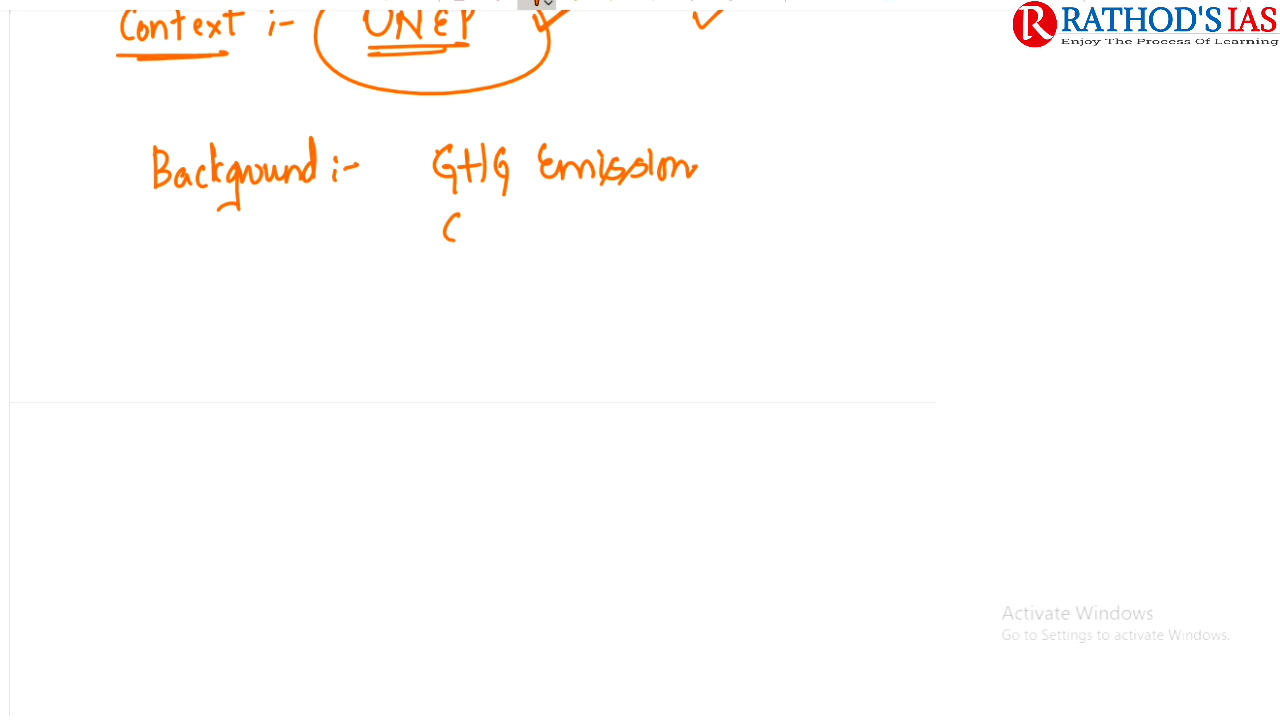 Context :- UNEP
RATHOD'S IAS
Enjoy The Process Of Learning
Backgound :- GHG Emission
C
Activate Windows
Go to Settings to activate Windows.